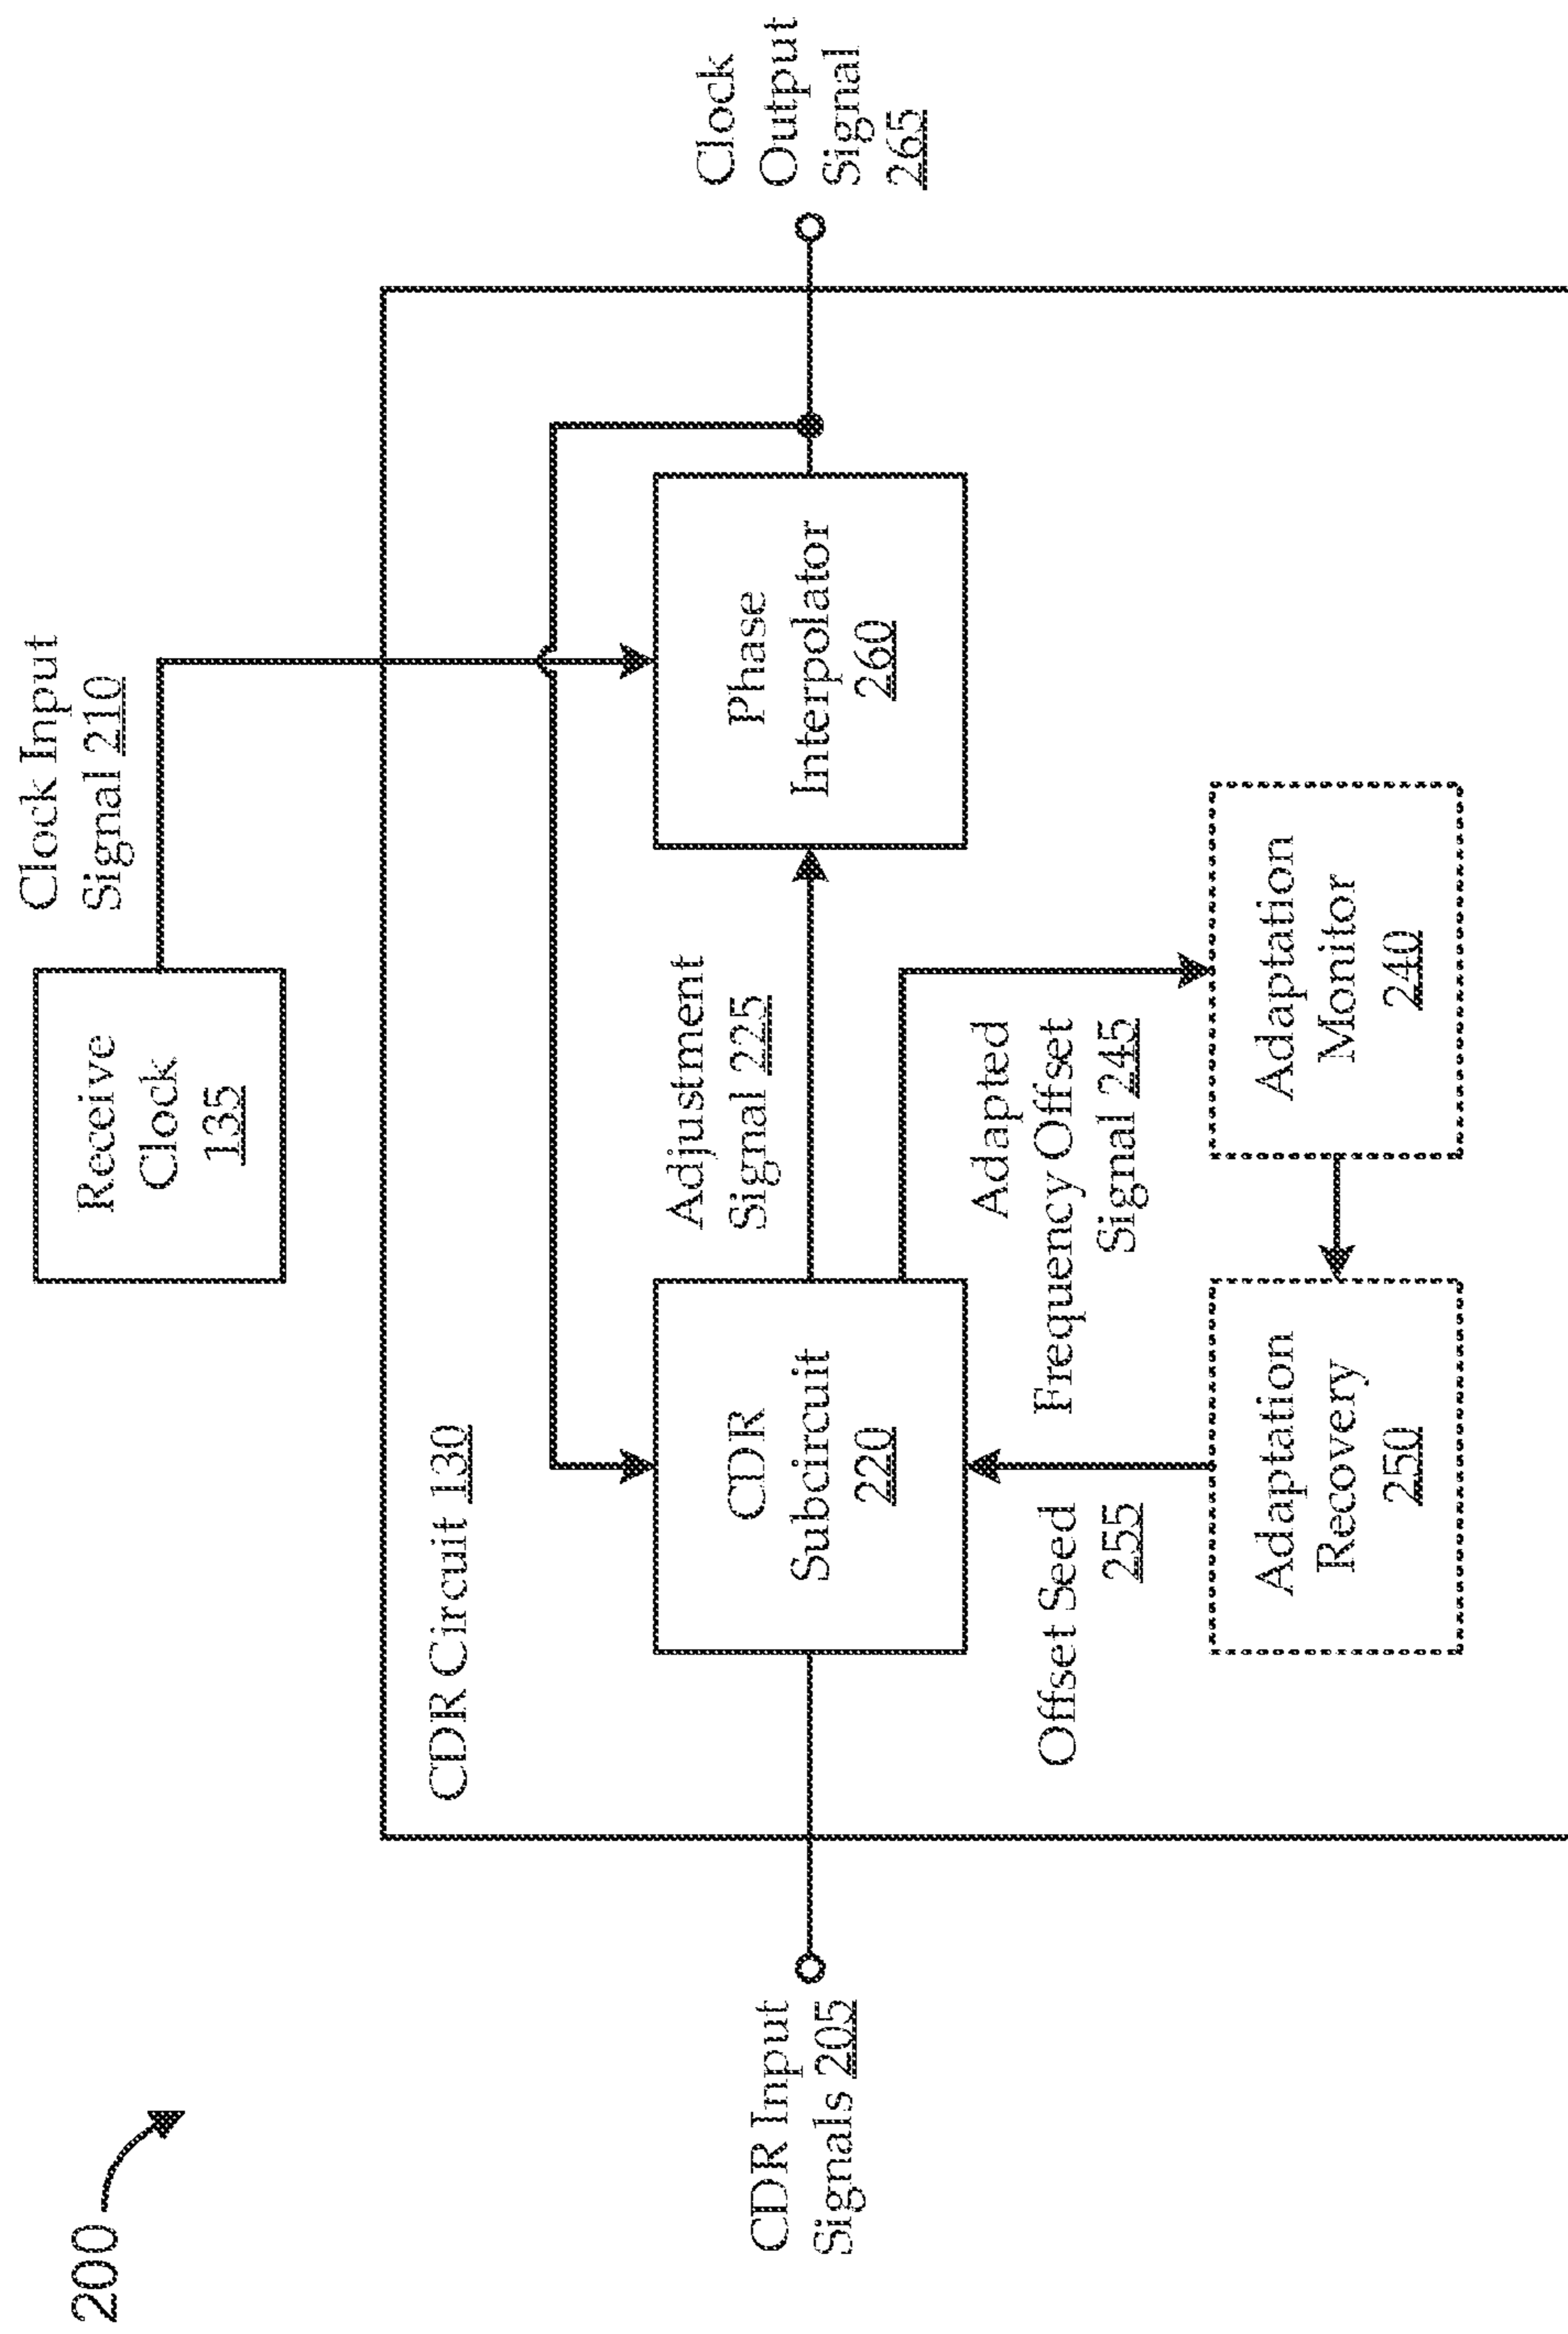 200
Receive
Clock
135
Clock Input
Signal 210
CDR Circuit 130
CDR Input
Signals 205
CDR
Subcircuit
220
Adjustment
Signal 225
Phase
Interpolator
260
Clock
Output
Signal
265
Offset Seed
255
Adapted
Frequency Offset
Signal 245
Adaptation
Recovery
250
Adaptation
Monitor
240